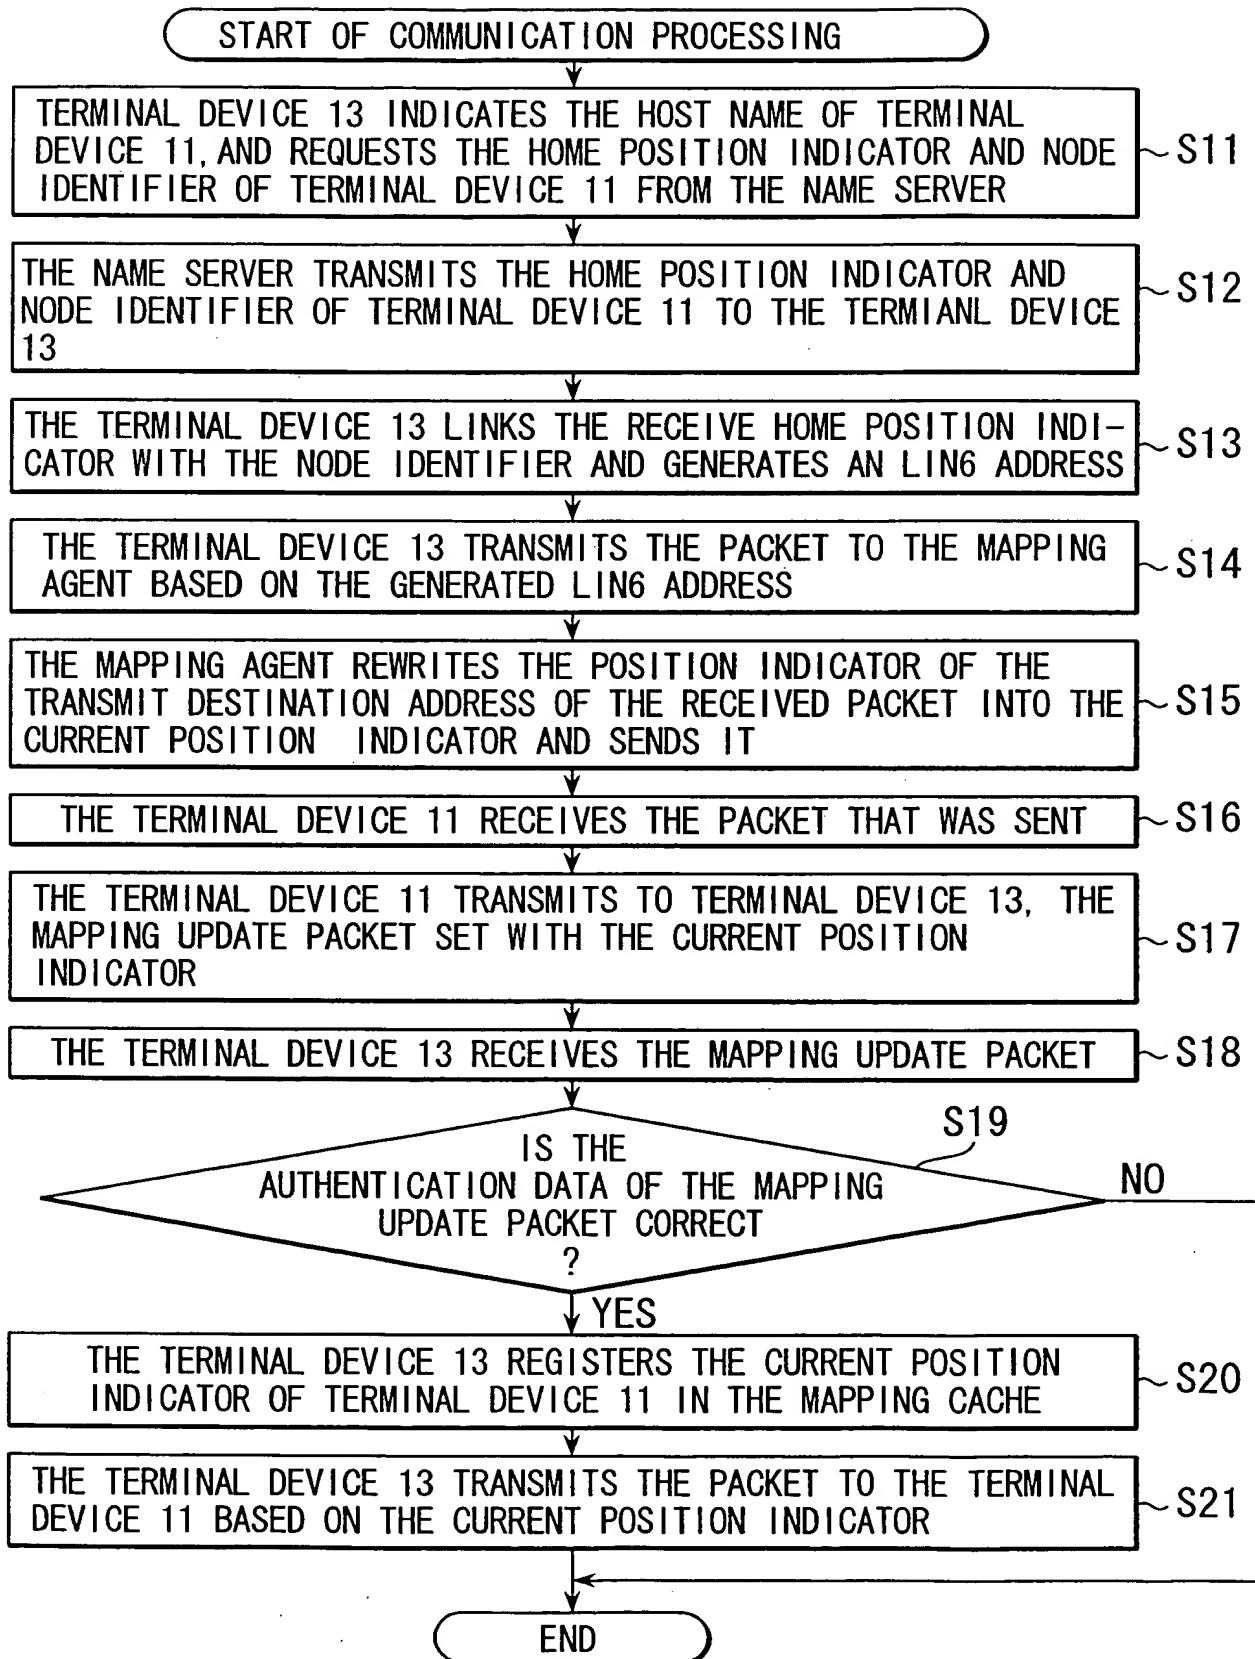 START OF COMMUNICATION PROCESSING
TERMINAL DEVICE 13 INDICATES THE HOST NAME OF TERMINAL
DEVICE 11, AND REQUESTS THE HOME POSITION INDICATOR AND NODE
IDENTIFIER OF TERMINAL DEVICE 11 FROM THE NAME SERVER
S11
THE NAME SERVER TRANSMITS THE HOME POSITION INDICATOR AND
NODE IDENTIFIER OF TERMINAL DEVICE 11 TO THE TERMIANL DEVICE
13
S12
THE TERMINAL DEVICE 13 LINKS THE RECEIVE HOME POSITION INDI-
CATOR WITH THE NODE IDENTIFIER AND GENERATES AN LIN6 ADDRESS
S13
THE TERMINAL DEVICE 13 TRANSMITS THE PACKET TO THE MAPPING
AGENT BASED ON THE GENERATED LIN6 ADDRESS
S14
THE MAPPING AGENT REWRITES THE POSITION INDICATOR OF THE
TRANSMIT DESTINATION ADDRESS OF THE RECEIVED PACKET INTO THE
CURRENT POSITION INDICATOR AND SENDS IT
S15
THE TERMINAL DEVICE 11 RECEIVES THE PACKET THAT WAS SENT
S16
THE TERMINAL DEVICE 11 TRANSMITS TO TERMINAL DEVICE 13, THE
MAPPING UPDATE PACKET SET WITH THE CURRENT POSITION
INDICATOR
S17
THE TERMINAL DEVICE 13 RECEIVES THE MAPPING UPDATE PACKET
S18
S19
IS THE
AUTHENTICATION DATA OF THE MAPPING
UPDATE PACKET CORRECT
?
NO
YES
THE TERMINAL DEVICE 13 REGISTERS THE CURRENT POSITION
INDICATOR OF TERMINAL DEVICE 11 IN THE MAPPING CACHE
S20
THE TERMINAL DEVICE 13 TRANSMITS THE PACKET TO THE TERMINAL
DEVICE 11 BASED ON THE CURRENT POSITION INDICATOR
S21
END